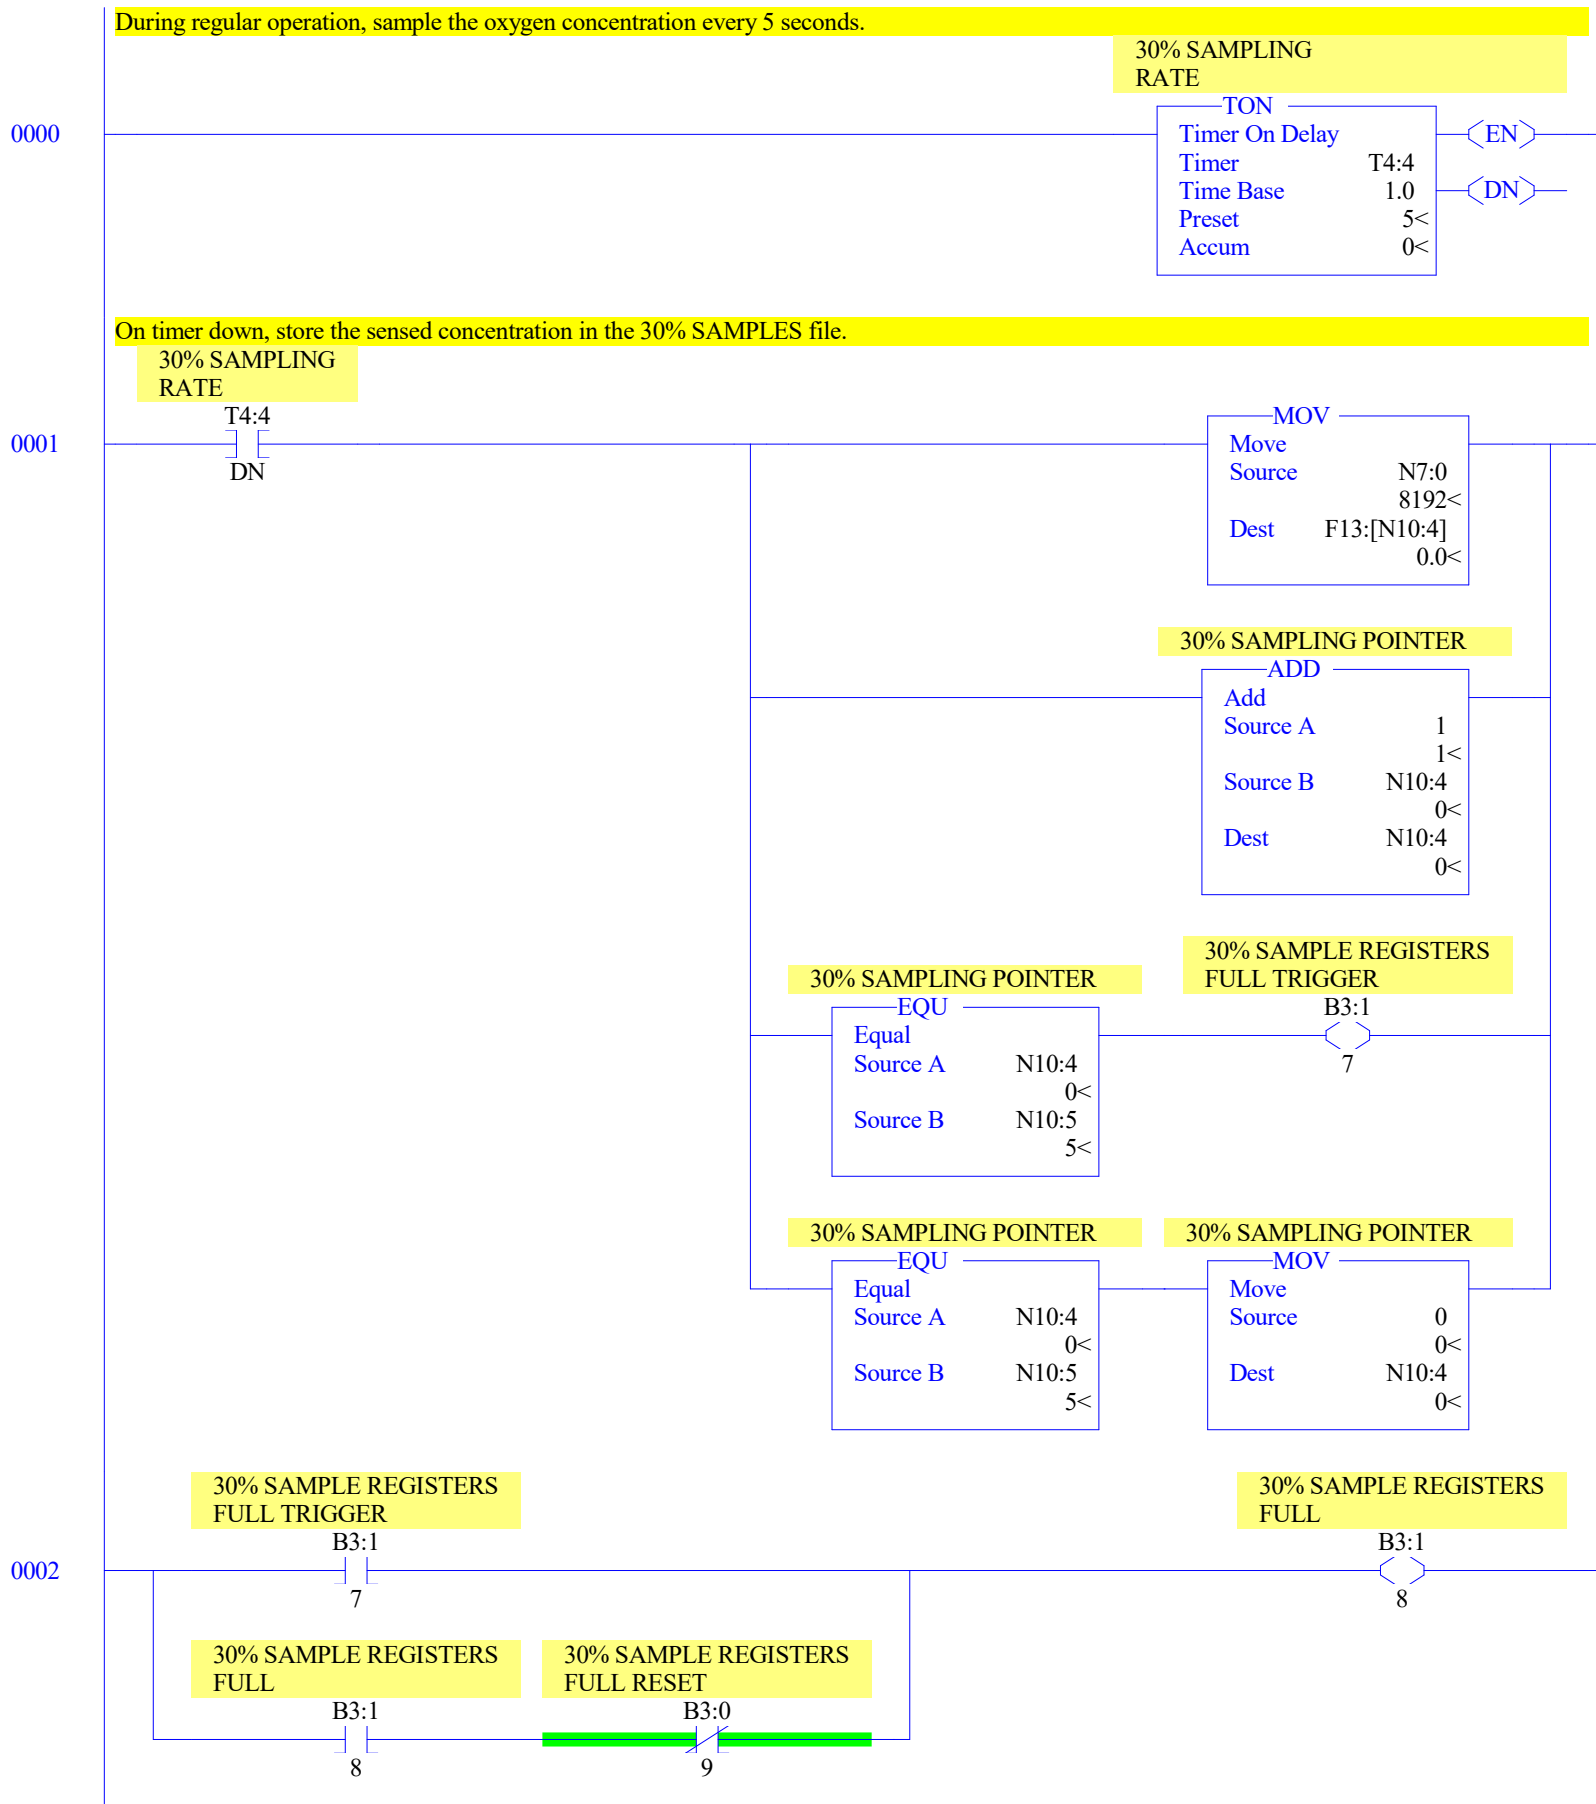 During regular operation, sample the oxygen concentration every 5 seconds.
30% SAMPLING
RATE
TON
0000
Timer On Delay
EN
Timer T4:4
Time Base 1.0
DN
Preset 5<
Accum 0<
On timer down, store the sensed concentration in the 30% SAMPLES file.
30% SAMPLING
RATE
T4:4
0001
DN
MOV
Move
Source N7:0
8192<
Dest F13:[N10:4]
0.0<
30% SAMPLING POINTER
ADD
Add
Source A 1
1<
Source B N10:4
0<
Dest N10:4
0<
30% SAMPLING POINTER
EQU
Equal
Source A N10:4
0<
Source B N10:5
5<
30% SAMPLE REGISTERS
FULL TRIGGER
B3:1
7
30% SAMPLING POINTER
EQU
Equal
Source A N10:4
0<
Source B N10:5
5<
30% SAMPLING POINTER
MOV
Move
Source 0
0<
Dest N10:4
0<
30% SAMPLE REGISTERS
FULL TRIGGER
B3:1
0002
7
30% SAMPLE REGISTERS
FULL
B3:1
8
30% SAMPLE REGISTERS
FULL
B3:1
8
30% SAMPLE REGISTERS
FULL RESET
B3:0
9